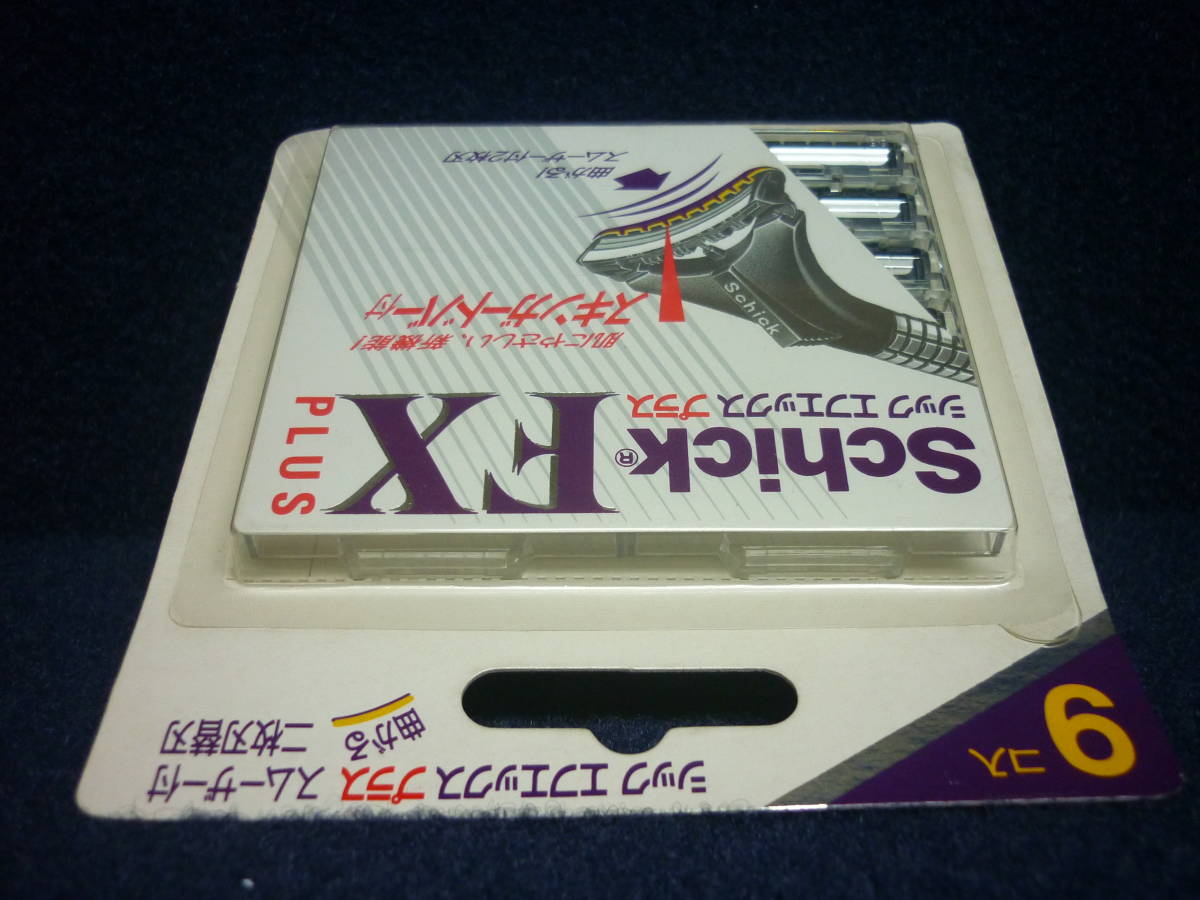 6コ入
シック エフエックス プラス スムーザー付
曲がる 二枚刃替刃
Schick® FX PLUS
シック エフエックス プラス
肌にやさしい、新機能!
スキンガードバー付
Schick
曲がる!
スムーザー付2枚刃